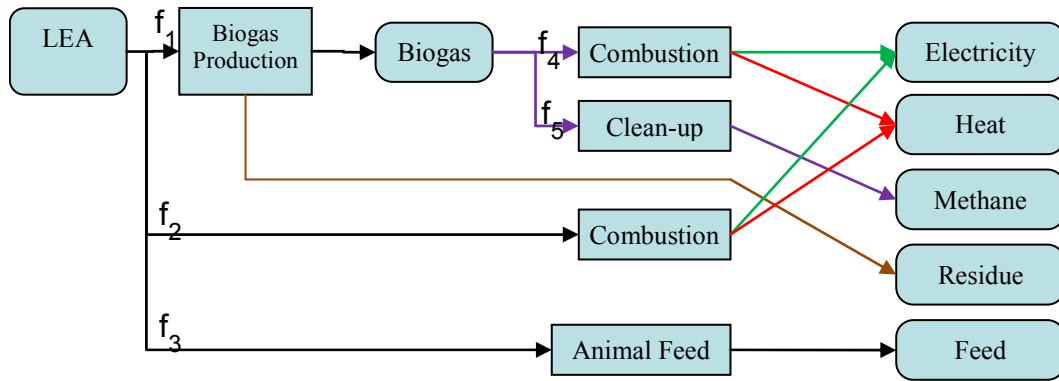 LEA
f1
Biogas
Production
Biogas
f4
Combustion
Electricity
f5
Clean-up
Heat
Methane
f2
Combustion
Residue
f3
Animal Feed
Feed